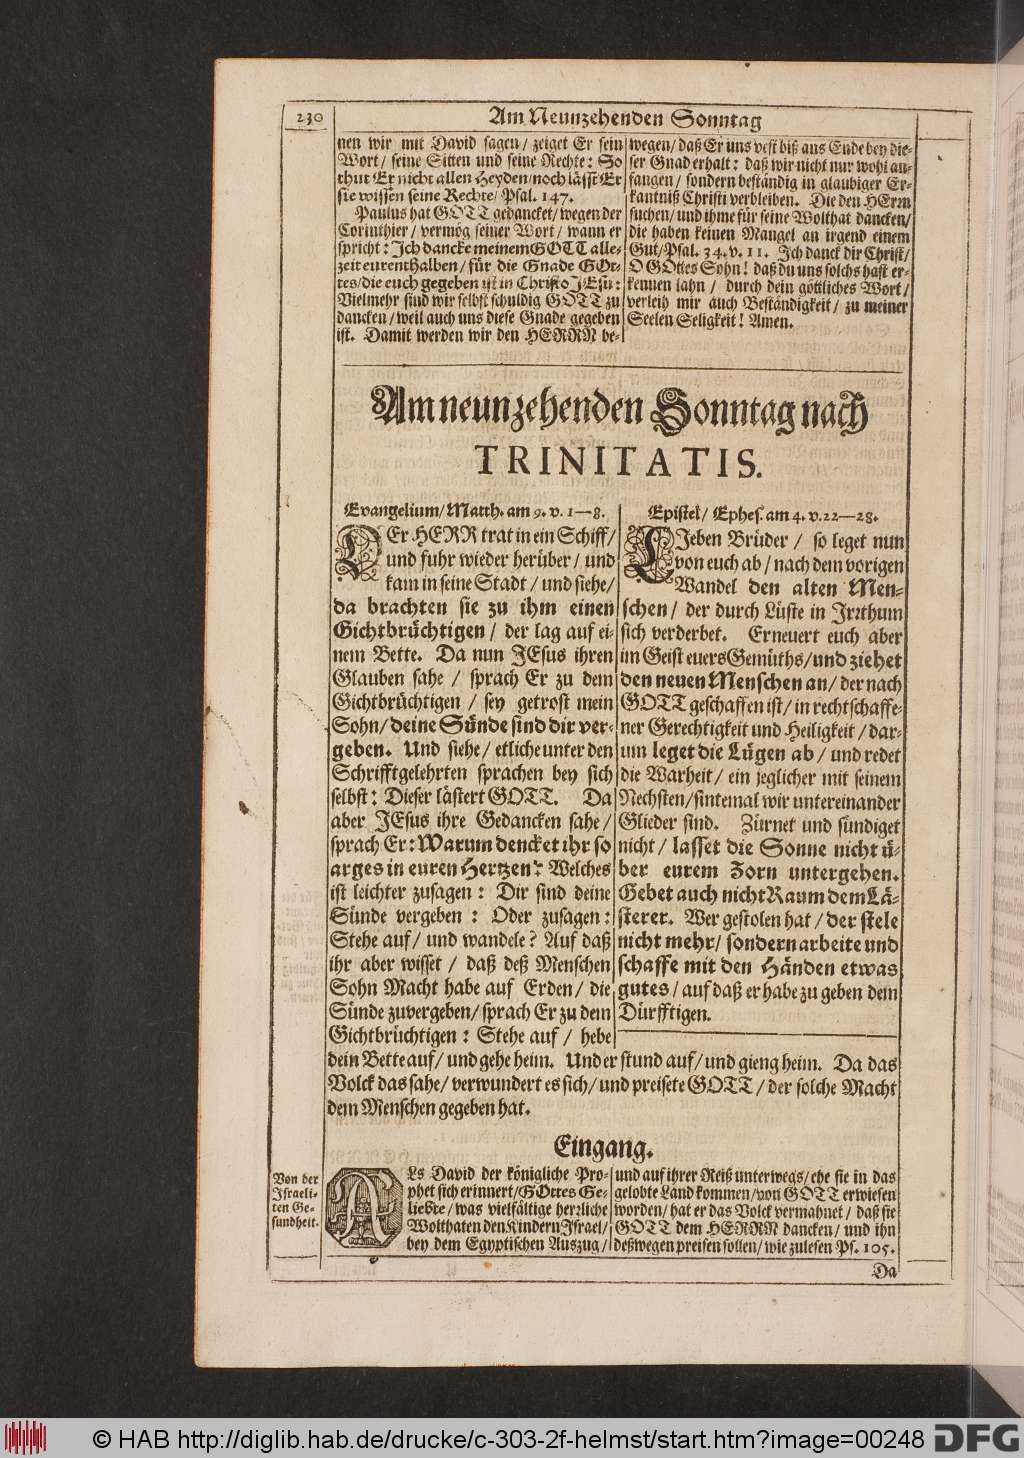 230
Am Neunzehenden Sonntag
nen wir mit David sagen/ zeiget Er sein
Wort/ seine Sitten und seine Rechte: So
thut Er nicht allen Heyden/noch lässt Er
sie wissen seine Rechte/ Psal. 147.
Paulus hat GOTT gedancket/wegen der
Corinthier/ vermög seiner Wort/ wann er
spricht: Ich dancke meinem GOTT alle-
zeit eurenthalben/ für die Gnade GOt-
tes/die euch gegeben ist in Christo JEsu:
Vielmehr sind wir selbst schuldig GOTT zu
dancken/weil auch uns diese Gnade gegeben
ist. Damit werden wir den HERRN be-
wegen/daß Er uns vest biß ans Ende bey die-
ser Gnad erhalt: daß wir nicht nur wohl an-
fangen/ sondern beständig in glaubiger Er-
kantniß Christi verbleiben. Die den HErrn
suchen/und ihme für seine Wolthat dancken/
die haben keinen Mangel an irgend einem
Gut/Psal. 34. v. 11. Ich danck dir Christ/
O GOttes Sohn! daß du uns solchs hast er-
kennen lahn/ durch dein göttliches Wort/
verleih mir auch Beständigkeit/ zu meiner
Seelen Seligkeit! Amen.
Am neunzehenden Sonntag nach
TRINITATIS.
Evangelium/Matth. am 9. v. 1—8.
DEr HERR trat in ein Schiff/
und fuhr wieder herüber/ und
kam in seine Stadt/ und siehe/
da brachten sie zu ihm einen
Gichtbrüchtigen/ der lag auf ei-
nem Bette. Da nun JEsus ihren
Glauben sahe/ sprach Er zu dem
Gichtbrüchtigen/ sey getrost mein
Sohn/ deine Sünde sind dir ver-
geben. Und siehe/ etliche unter den
Schrifftgelehrten sprachen bey sich
selbst: Dieser lästert GOTT. Da
aber JEsus ihre Gedancken sahe/
sprach Er: Warum dencket ihr so
arges in euren Hertzen? Welches
ist leichter zusagen: Dir sind deine
Sünde vergeben: Oder zusagen:
Stehe auf/ und wandele? Auf daß
ihr aber wisset/ daß deß Menschen
Sohn Macht habe auf Erden/ die
Sünde zuvergeben/sprach Er zu dem
Gichtbrüchtigen: Stehe auf/ hebe
Epistel/ Ephes. am 4. v. 22—28.
LJeben Brüder/ so leget nun
von euch ab/ nach dem vorigen
Wandel den alten Men-
schen/ der durch Lüste in Irrthum
sich verderbet. Erneuert euch aber
im Geist euers Gemüths/und ziehet
den neuen Menschen an/ der nach
GOTT geschaffen ist/ in rechtschaffe-
ner Gerechtigkeit und Heiligkeit/ dar-
um leget die Lügen ab/ und redet
die Warheit/ ein jeglicher mit seinem
Nechsten/sintemal wir untereinander
Glieder sind. Zürnet und sündiget
nicht/ lasset die Sonne nicht ü-
ber eurem Zorn untergehen.
Gebet auch nicht Raum dem Lä-
sterer. Wer gestolen hat/ der stele
nicht mehr/ sondern arbeite und
schaffe mit den Händen etwas
gutes/ auf daß er habe zu geben dem
Dürfftigen.
dein Bette auf/ und gehe heim. Und er stund auf/ und gieng heim. Da das
Volck das sahe/ verwundert es sich/ und preisete GOTT/ der solche Macht
dem Menschen gegeben hat.
Eingang.
Von der
Israeli-
ten Ge-
sundheit.
ALs David der königliche Pro-
phet sich erinnert/GOttes Ge-
liebte/ was vielfältige herrliche
Wolthaten den Kindern Israel/
bey dem Egyptischen Auszug/
und auf ihrer Reiß unterwegs/ehe sie in das
gelobte Land kommen/von GOTT erwiesen
worden/ hat er das Volck vermahnet/ daß sie
GOTT dem HERRN dancken/ und ihn
deßwegen preisen sollen/wie zulesen Ps. 105.
Da
© HAB http://diglib.hab.de/drucke/c-303-2f-helmst/start.htm?image=00248
DFG